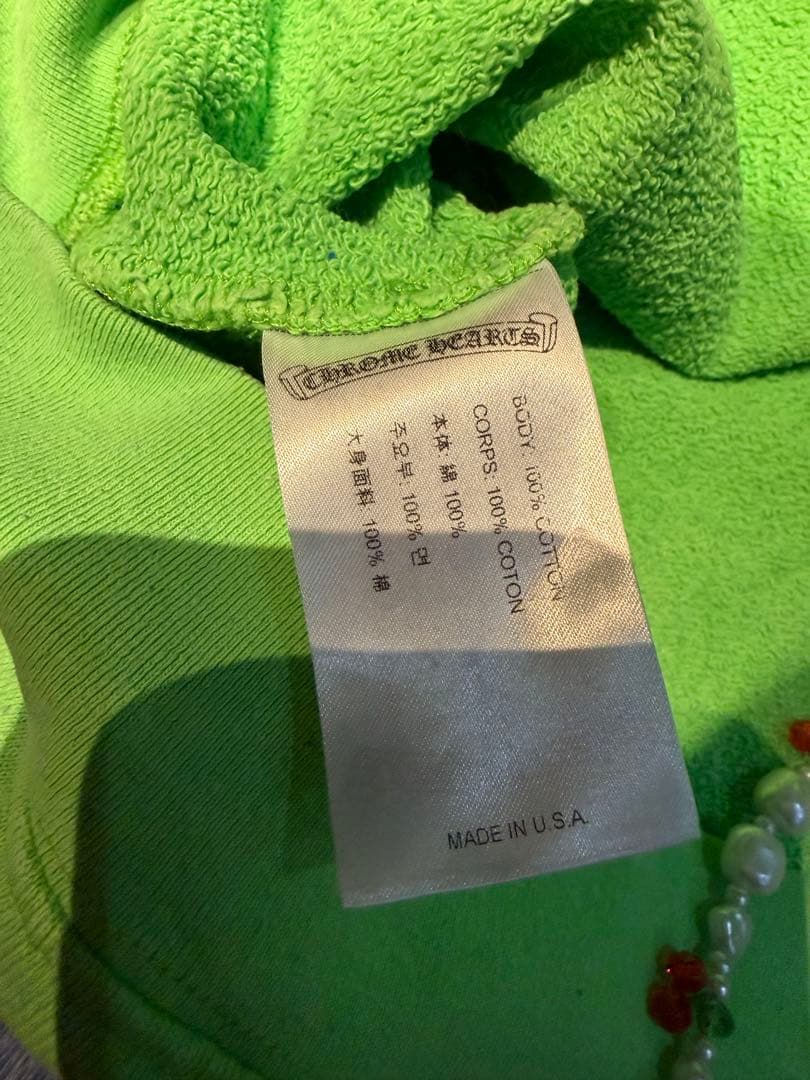 CHROME HEARTS
BODY: 100% COTTON
CORPS: 100% COTON
本体: 綿 100%
주요부: 100% 면
大身面料: 100% 棉
MADE IN U.S.A.